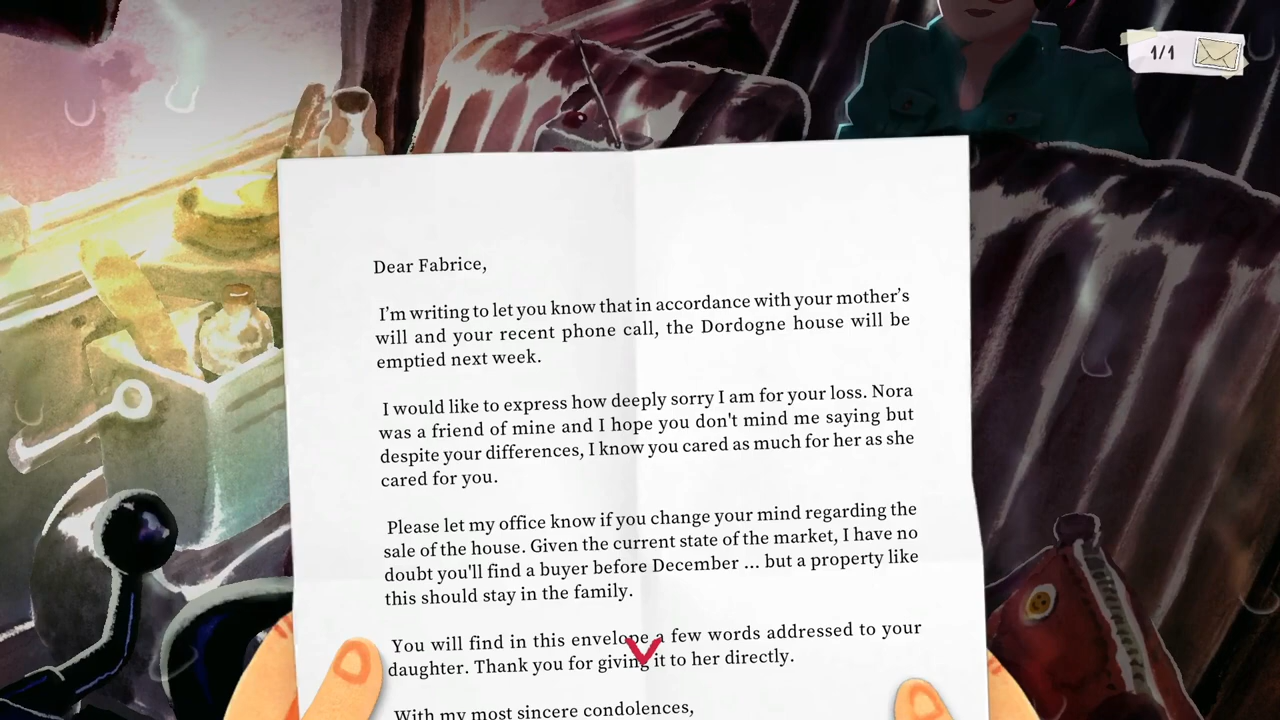 1/1
Dear Fabrice,
I'm writing to let you know that in accordance with your mother's
will and your recent phone call, the Dordogne house will be
emptied next week.
I would like to express how deeply sorry I am for your loss. Nora
was a friend of mine and I hope you don't mind me saying but
despite your differences, I know you cared as much for her as she
cared for you.
Please let my office know if you change your mind regarding the
sale of the house. Given the current state of the market, I have no
doubt you'll find a buyer before December ... but a property like
this should stay in the family.
You will find in this envelope a few words addressed to your
daughter. Thank you for giving it to her directly.
With my most sincere condolences,